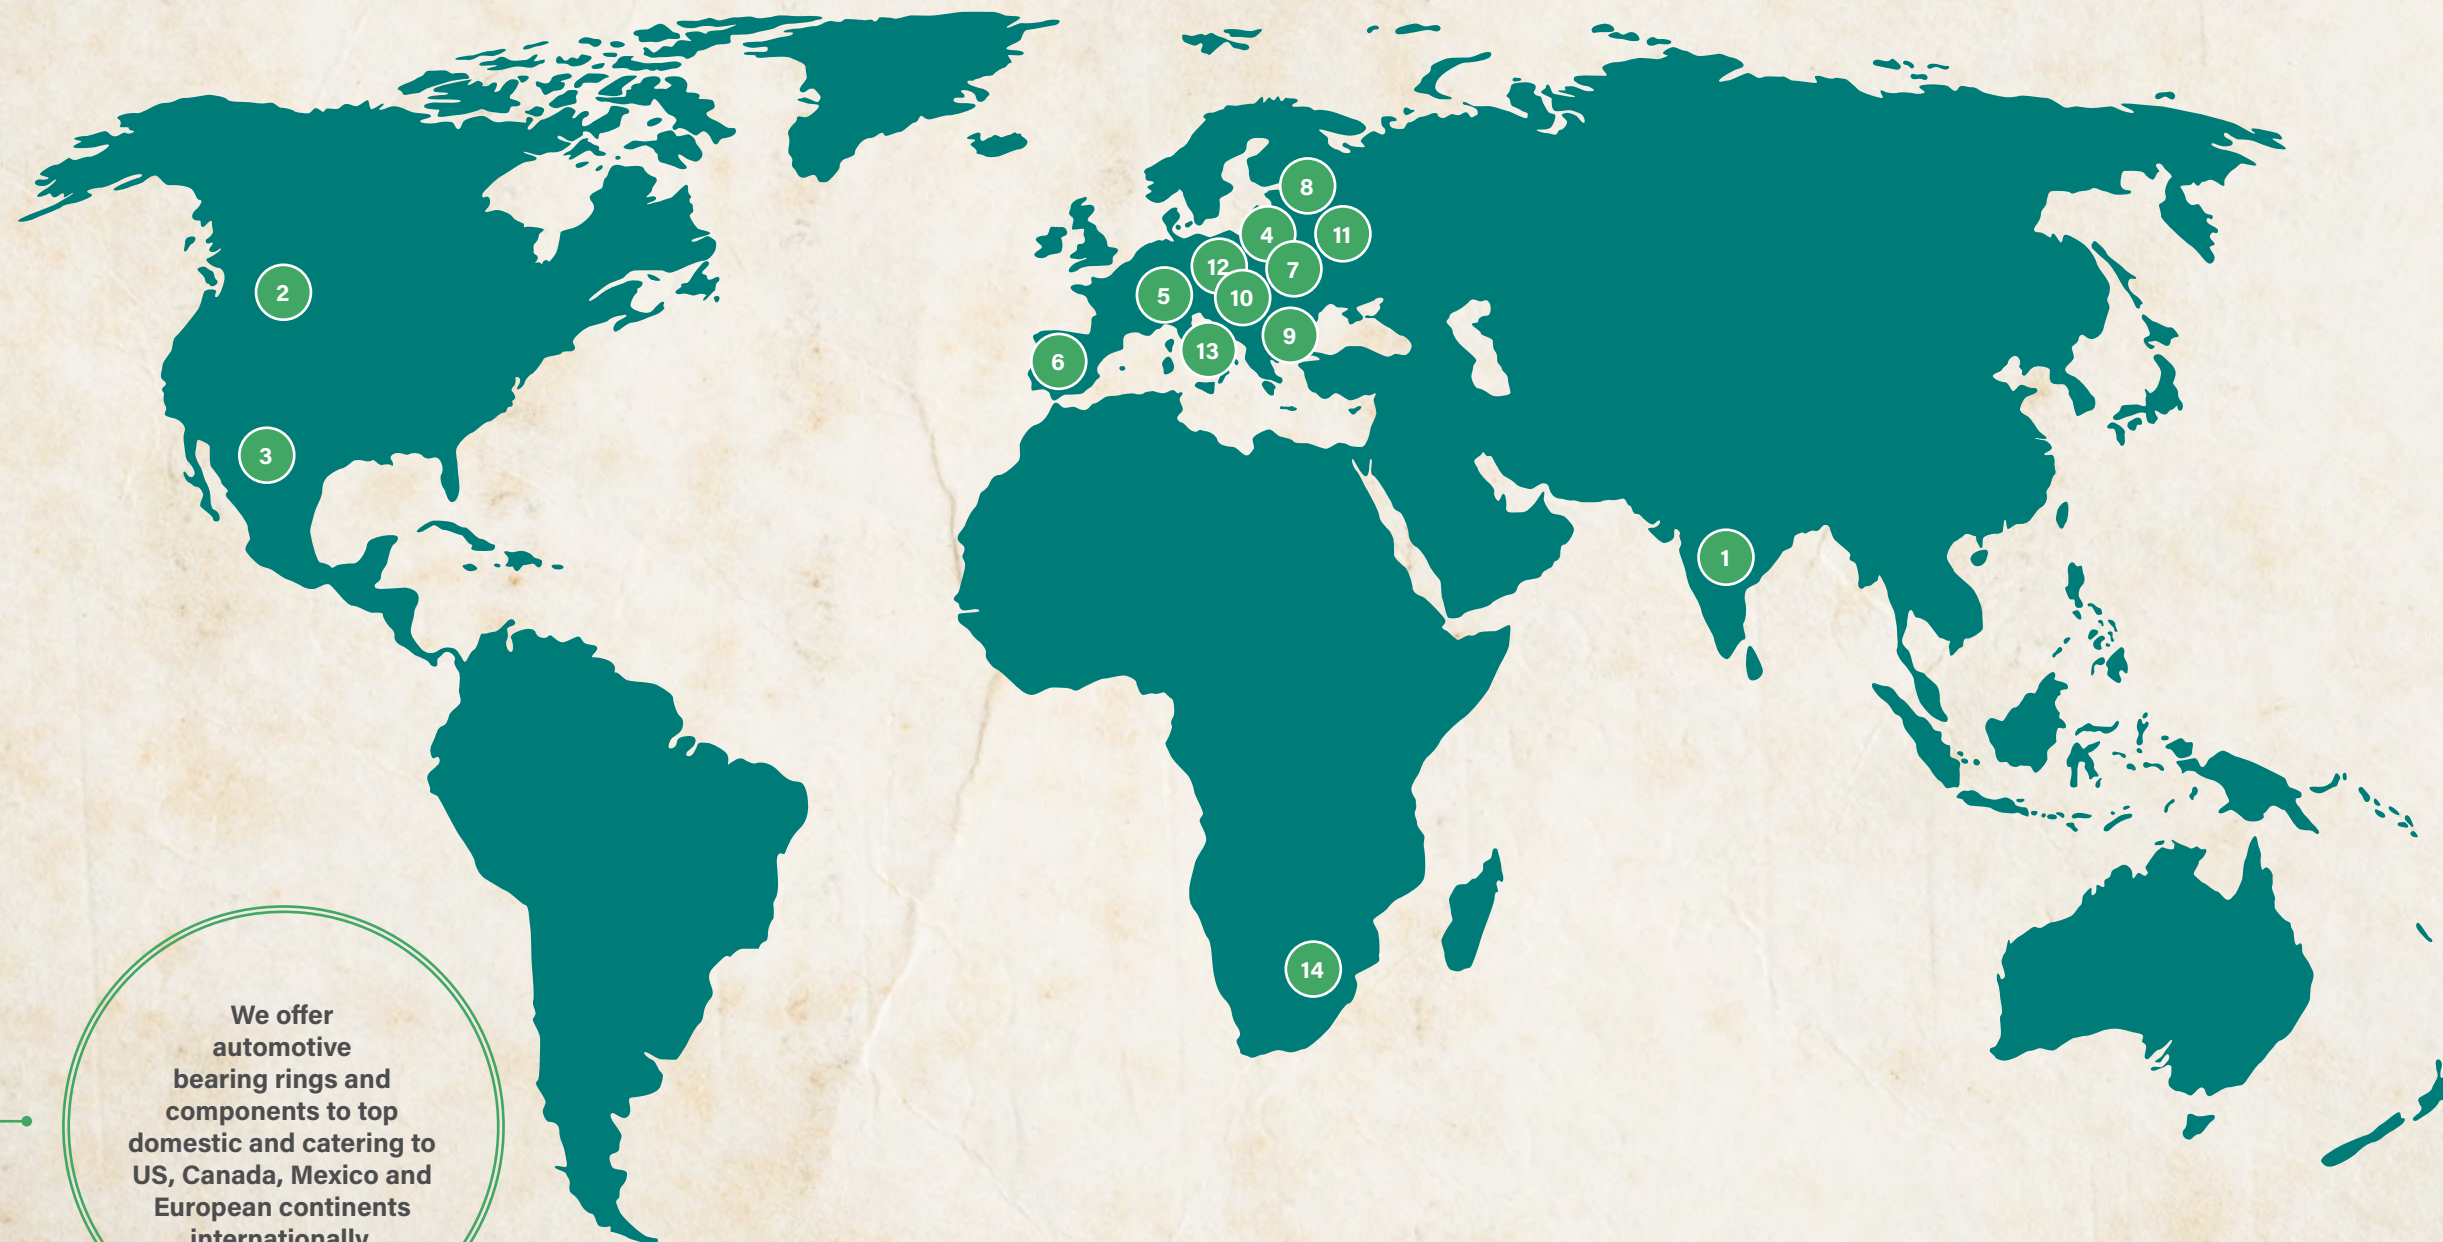 8
4
11
12
7
2
5
10
9
13
6
3
1
14
We offer
automotive
bearing rings and
components to top
domestic and catering to
US, Canada, Mexico and
European continents
internationally